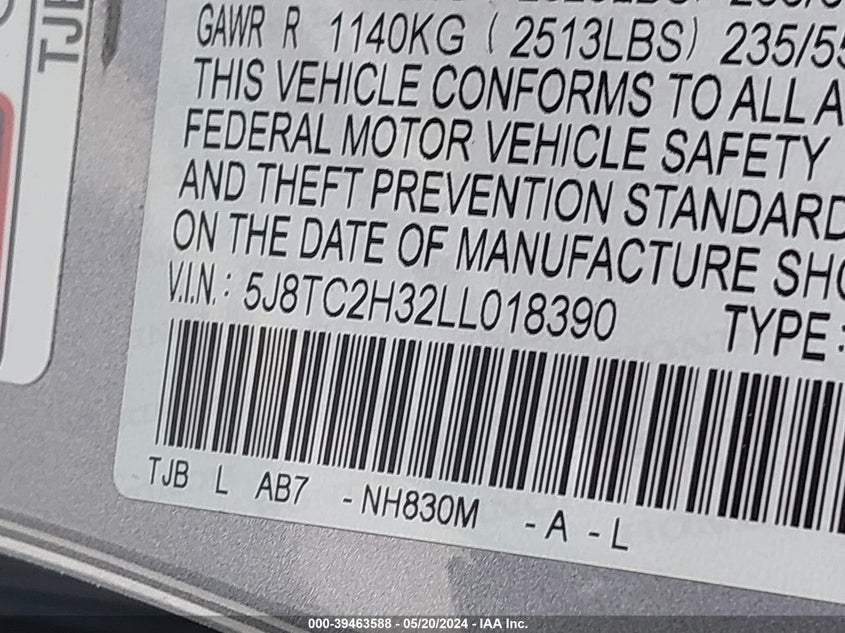 TJB
GAWR R 1140KG ( 2513LBS) 235/55
THIS VEHICLE CONFORMS TO ALL A
FEDERAL MOTOR VEHICLE SAFETY
AND THEFT PREVENTION STANDARD
ON THE DATE OF MANUFACTURE SHO
V.I.N.: 5J8TC2H32LL018390 TYPE:
TJB L AB7 -NH830M -A -L
000-39463588 - 05/20/2024 - IAA Inc.